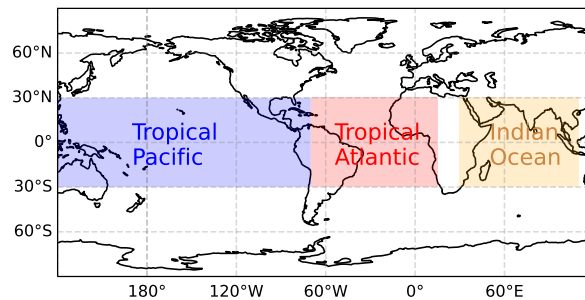 60°N
30°N
0°
30°S
60°S
Tropical
Pacific
Tropical
Atlantic
Indian
Ocean
180°
120°W
60°W
0°
60°E